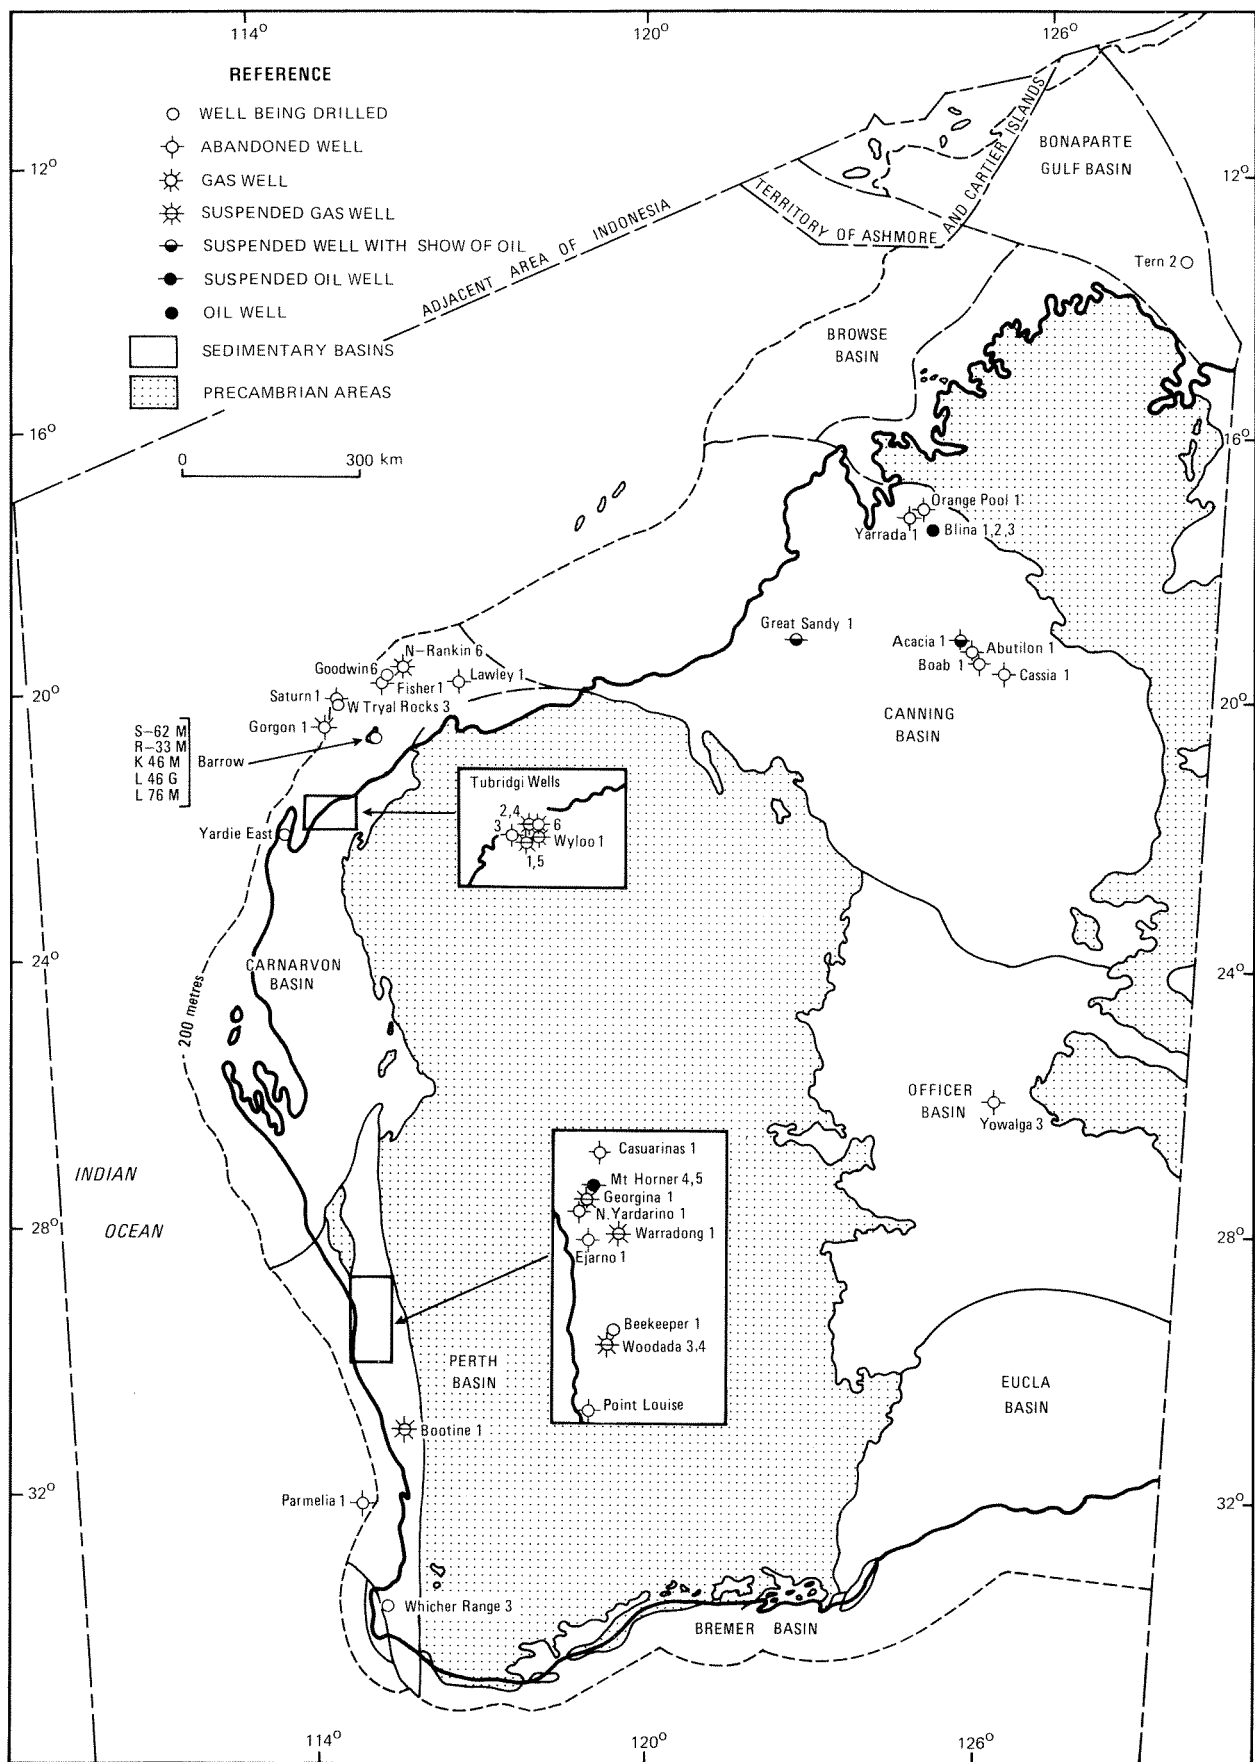 114°
120°
126°
REFERENCE
WELL BEING DRILLED
ABANDONED WELL
GAS WELL
SUSPENDED GAS WELL
SUSPENDED WELL WITH SHOW OF OIL
SUSPENDED OIL WELL
OIL WELL
SEDIMENTARY BASINS
PRECAMBRIAN AREAS
0 300 km
12°
12°
16°
16°
20°
20°
24°
24°
28°
28°
32°
32°
ADJACENT AREA OF INDONESIA
TERRITORY OF ASHMORE AND CARTIER ISLANDS
BONAPARTE
GULF BASIN
Tern 2
BROWSE
BASIN
Orange Pool 1
Yarrada 1
Blina 1,2,3
Great Sandy 1
Acacia 1
Abutilon 1
Boab 1
Cassia 1
CANNING
BASIN
N-Rankin 6
Goodwin 6
Fisher 1
Lawley 1
Saturn 1
W Tryal Rocks 3
Gorgon 1
S-62 M
R-33 M
K 46 M
L 46 G
L 76 M
Barrow
Yardie East
Tubridgi Wells
2,4
3
6
Wyloo 1
1,5
CARNARVON
BASIN
200 metres
OFFICER
BASIN
Yowalga 3
INDIAN
OCEAN
Casuarinas 1
Mt Horner 4,5
Georgina 1
N.Yardarino 1
Warradong 1
Ejarno 1
Beekeeper 1
Woodada 3,4
Point Louise
PERTH
BASIN
EUCLA
BASIN
Bootine 1
Parmelia 1
Whicher Range 3
BREMER BASIN
114°
120°
126°